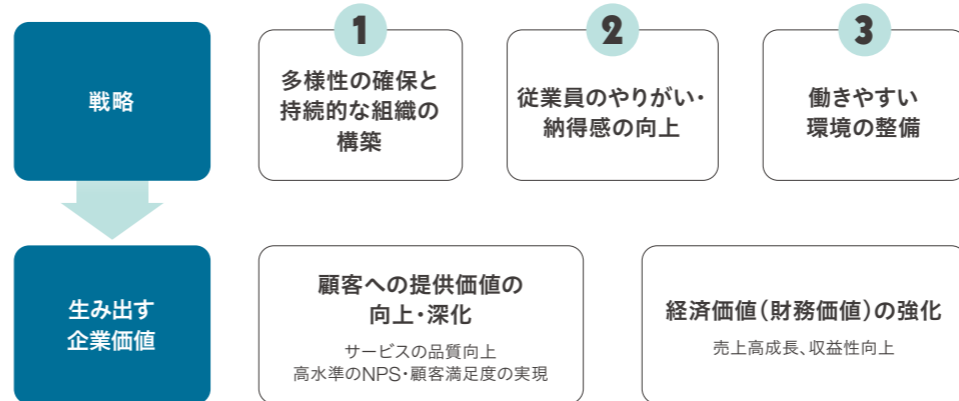 戦略
1
多様性の確保と
持続的な組織の
構築
2
従業員のやりがい・
納得感の向上
3
働きやすい
環境の整備
生み出す
企業価値
顧客への提供価値の
向上・深化
サービスの品質向上
高水準のNPS・顧客満足度の実現
経済価値（財務価値）の強化
売上高成長、収益性向上